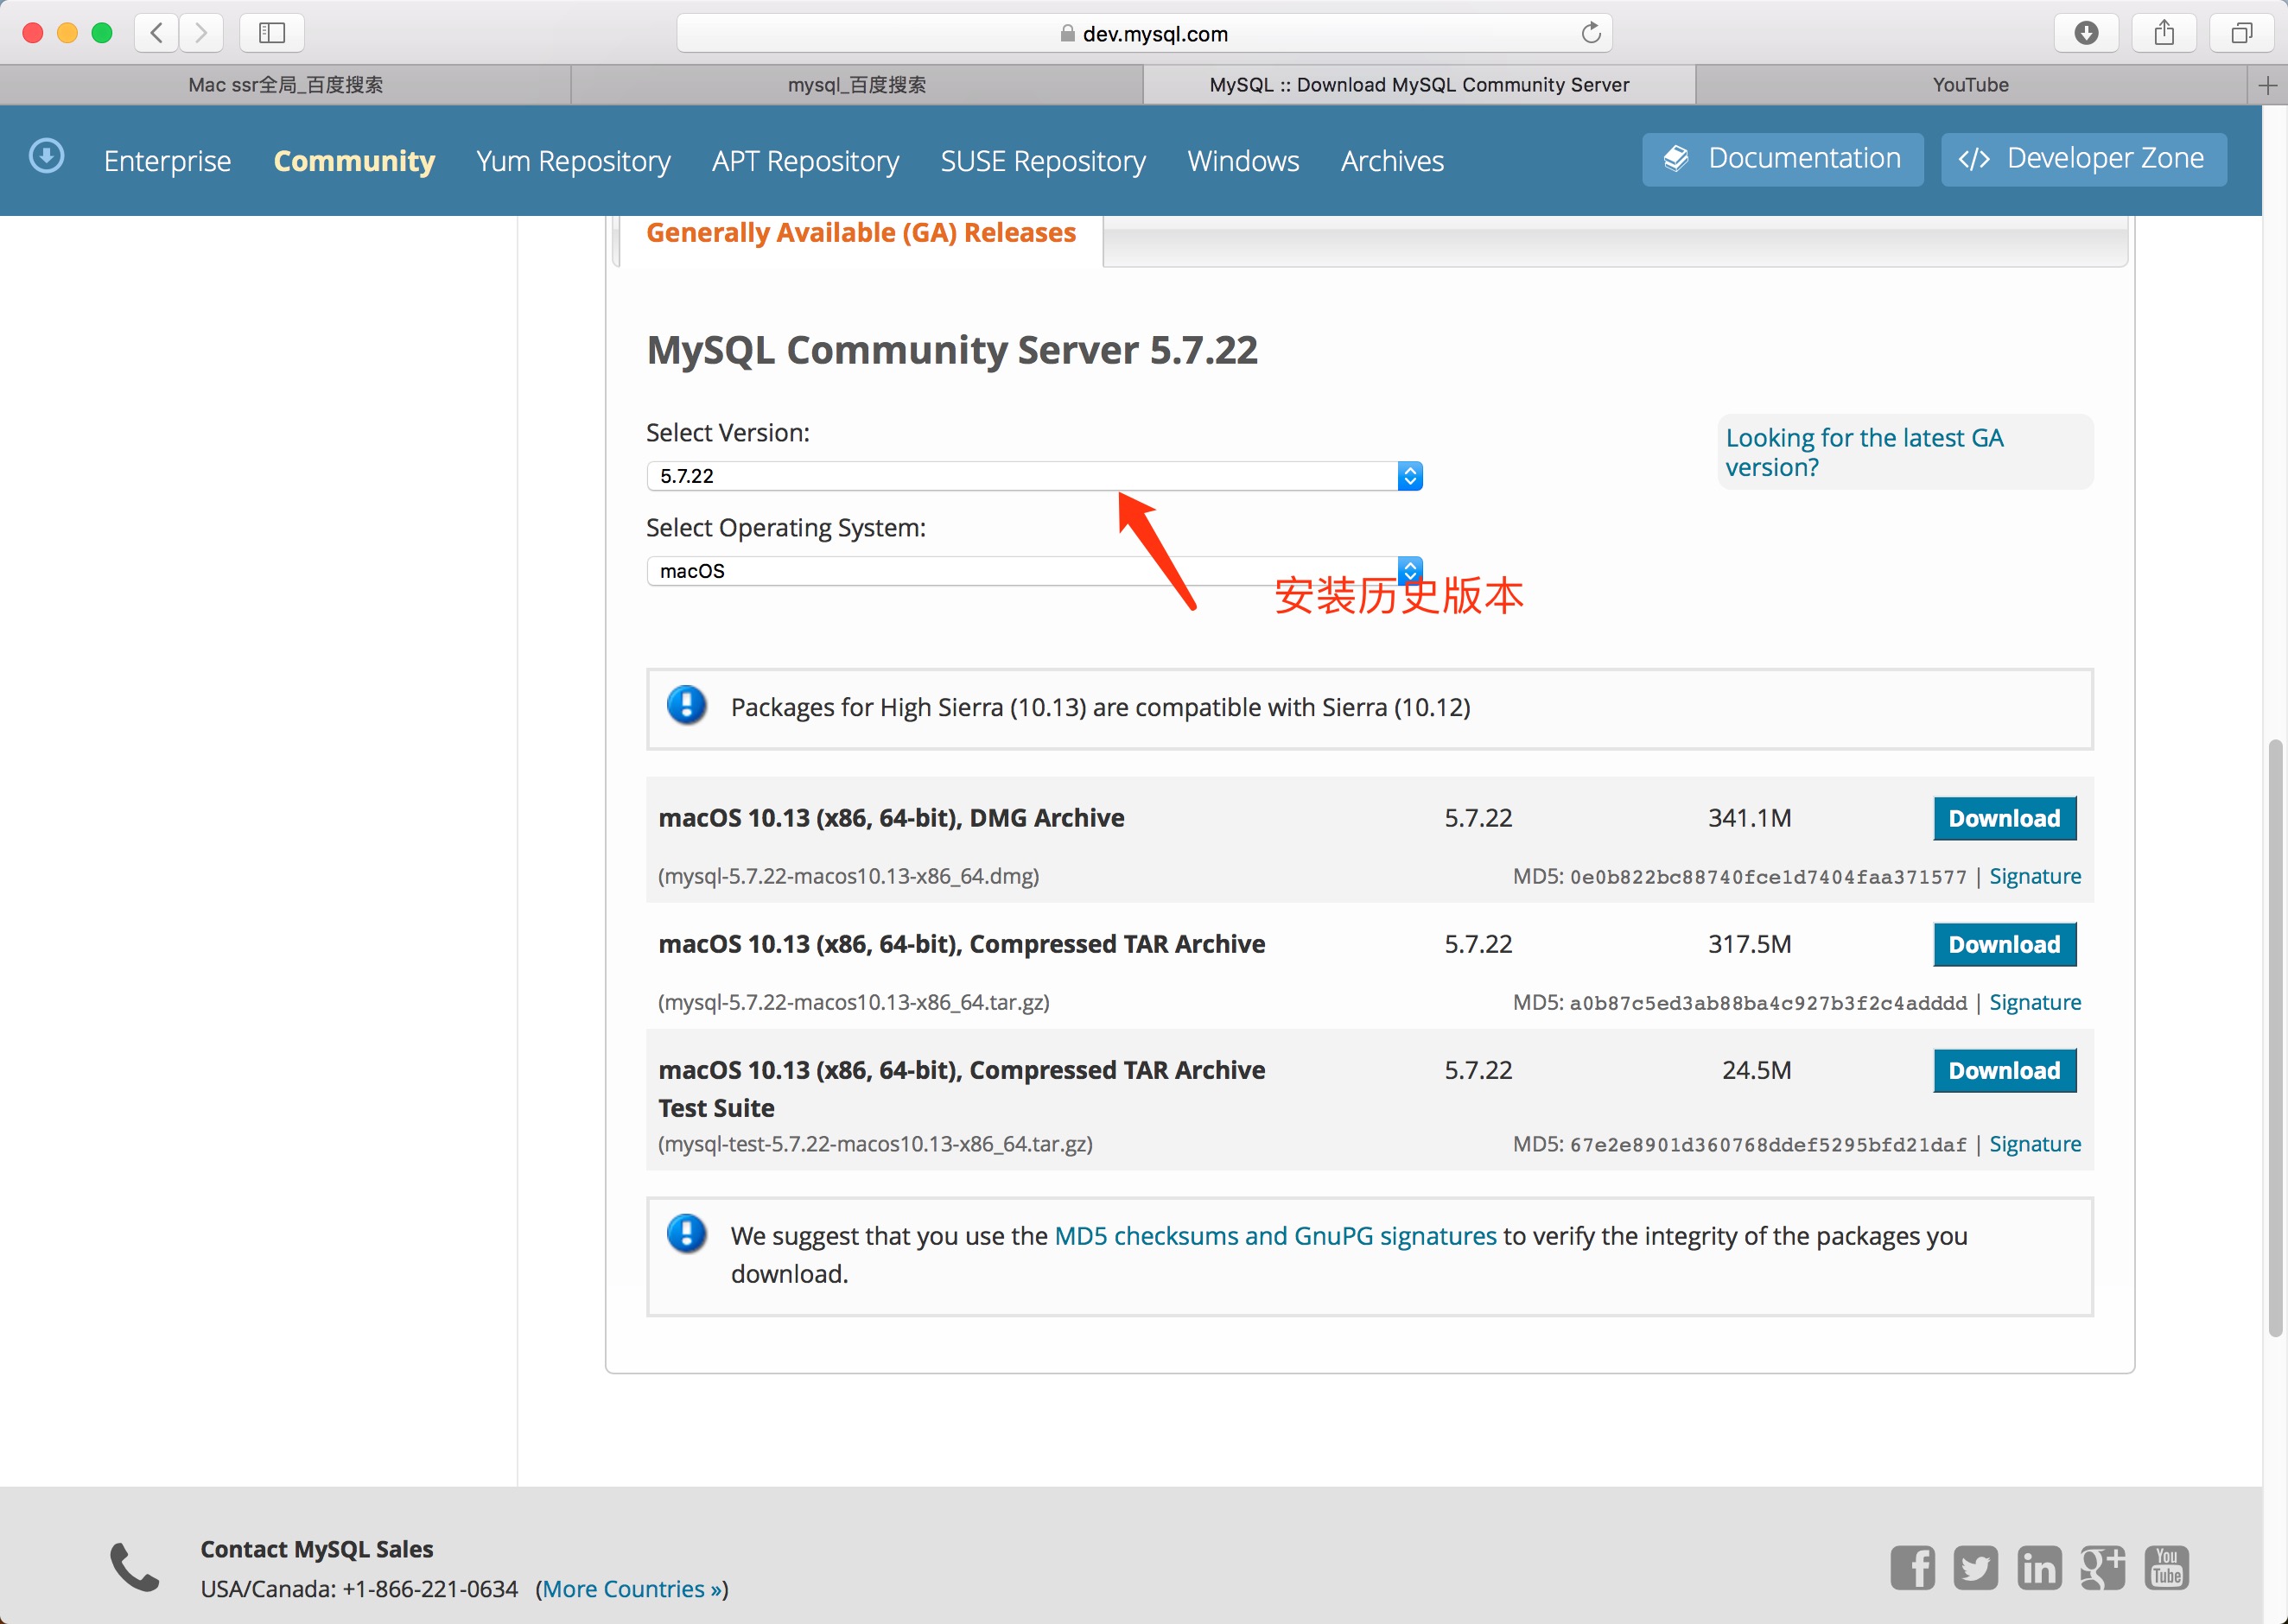 dev.mysql.com
Mac ssr全局_百度搜索
mysql_百度搜索
MySQL :: Download MySQL Community Server
YouTube
Enterprise
Community
Yum Repository
APT Repository
SUSE Repository
Windows
Archives
Documentation
</> Developer Zone
Generally Available (GA) Releases
MySQL Community Server 5.7.22
Select Version:
5.7.22
Looking for the latest GA
version?
Select Operating System:
macOS
安装历史版本
Packages for High Sierra (10.13) are compatible with Sierra (10.12)
macOS 10.13 (x86, 64-bit), DMG Archive 5.7.22 341.1M Download
(mysql-5.7.22-macos10.13-x86_64.dmg) MD5: 0e0b822bc88740fce1d7404faa371577 | Signature
macOS 10.13 (x86, 64-bit), Compressed TAR Archive 5.7.22 317.5M Download
(mysql-5.7.22-macos10.13-x86_64.tar.gz) MD5: a0b87c5ed3ab88ba4c927b3f2c4adddd | Signature
macOS 10.13 (x86, 64-bit), Compressed TAR Archive 5.7.22 24.5M Download
Test Suite
(mysql-test-5.7.22-macos10.13-x86_64.tar.gz) MD5: 67e2e8901d360768ddef5295bfd21daf | Signature
We suggest that you use the MD5 checksums and GnuPG signatures to verify the integrity of the packages you
download.
Contact MySQL Sales
USA/Canada: +1-866-221-0634 (More Countries »)
f
in
g+
You
Tube